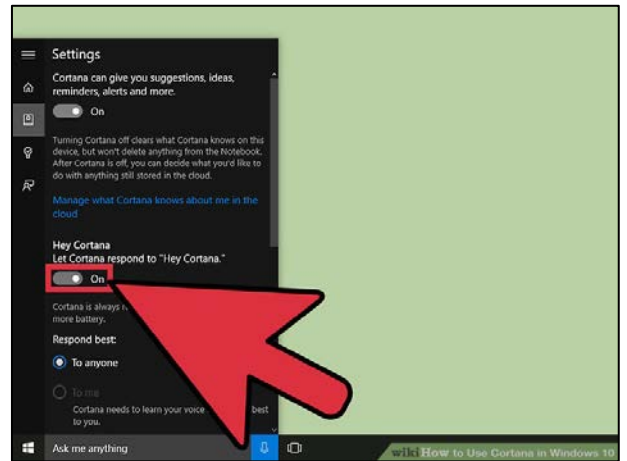 Settings
Cortana can give you suggestions, ideas,
reminders, alerts and more.
On
Turning Cortana off clears what Cortana knows on this
device, but won't delete anything from the Notebook.
After Cortana is off, you can decide what you'd like to
do with anything still stored in the cloud.
Manage what Cortana knows about me in the
cloud
Hey Cortana
Let Cortana respond to "Hey Cortana."
On
Cortana is always
more battery.
Respond best:
To anyone
To me
Cortana needs to learn your voice best
to you.
Ask me anything
wikiHow to Use Cortana in Windows 10